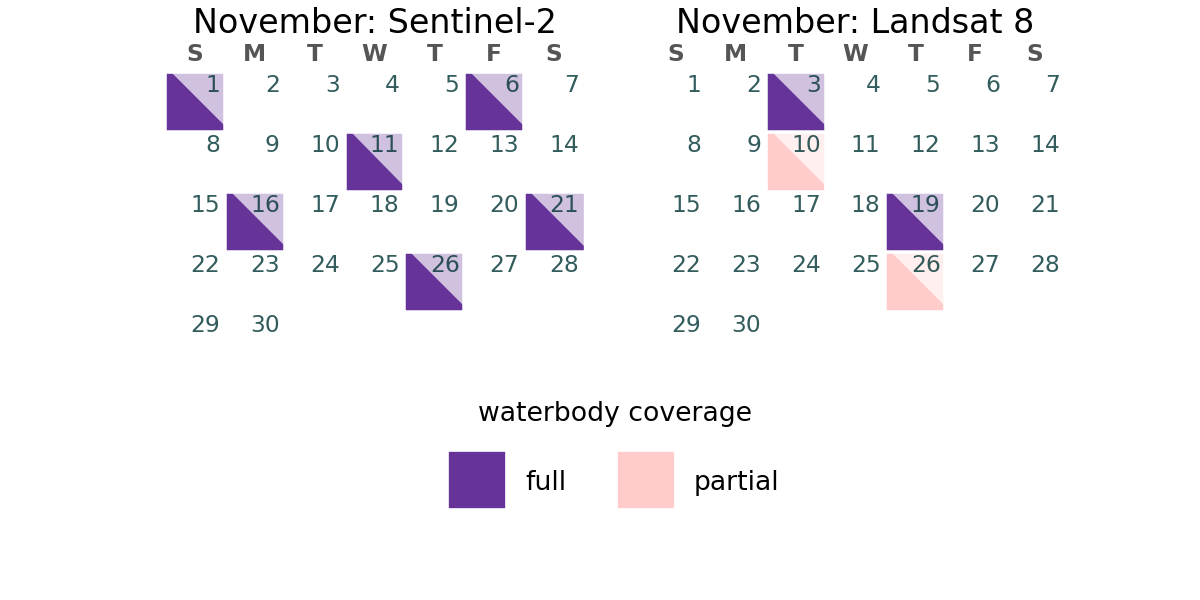 November: Sentinel-2
S M T W T F S
1 2 3 4 5 6 7
8 9 10 11 12 13 14
15 16 17 18 19 20 21
22 23 24 25 26 27 28
29 30
November: Landsat 8
S M T W T F S
1 2 3 4 5 6 7
8 9 10 11 12 13 14
15 16 17 18 19 20 21
22 23 24 25 26 27 28
29 30
waterbody coverage
full
partial